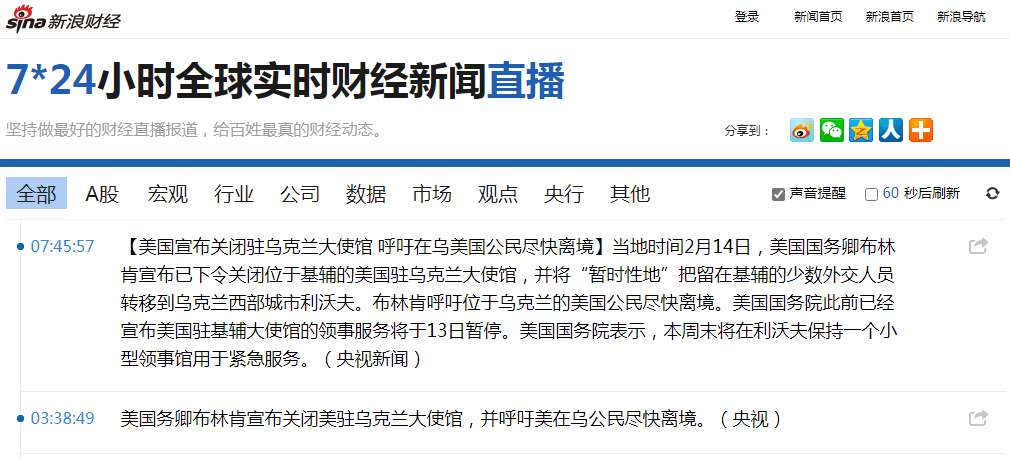 sina新浪财经 登录 新闻首页 新浪首页 新浪导航
7*24小时全球实时财经新闻直播
坚持做最好的财经直播报道，给百姓最真的财经动态。 分享到：
全部 A股 宏观 行业 公司 数据 市场 观点 央行 其他 声音提醒 60 秒后刷新
07:45:57 【美国宣布关闭驻乌克兰大使馆 呼吁在乌美国公民尽快离境】当地时间2月14日，美国国务卿布林
肯宣布已下令关闭位于基辅的美国驻乌克兰大使馆，并将“暂时性地”把留在基辅的少数外交人员
转移到乌克兰西部城市利沃夫。布林肯呼吁位于乌克兰的美国公民尽快离境。美国国务院此前已经
宣布美国驻基辅大使馆的领事服务将于13日暂停。美国国务院表示，本周末将在利沃夫保持一个小
型领事馆用于紧急服务。（央视新闻）
03:38:49 美国务卿布林肯宣布关闭美驻乌克兰大使馆，并呼吁美在乌公民尽快离境。（央视）